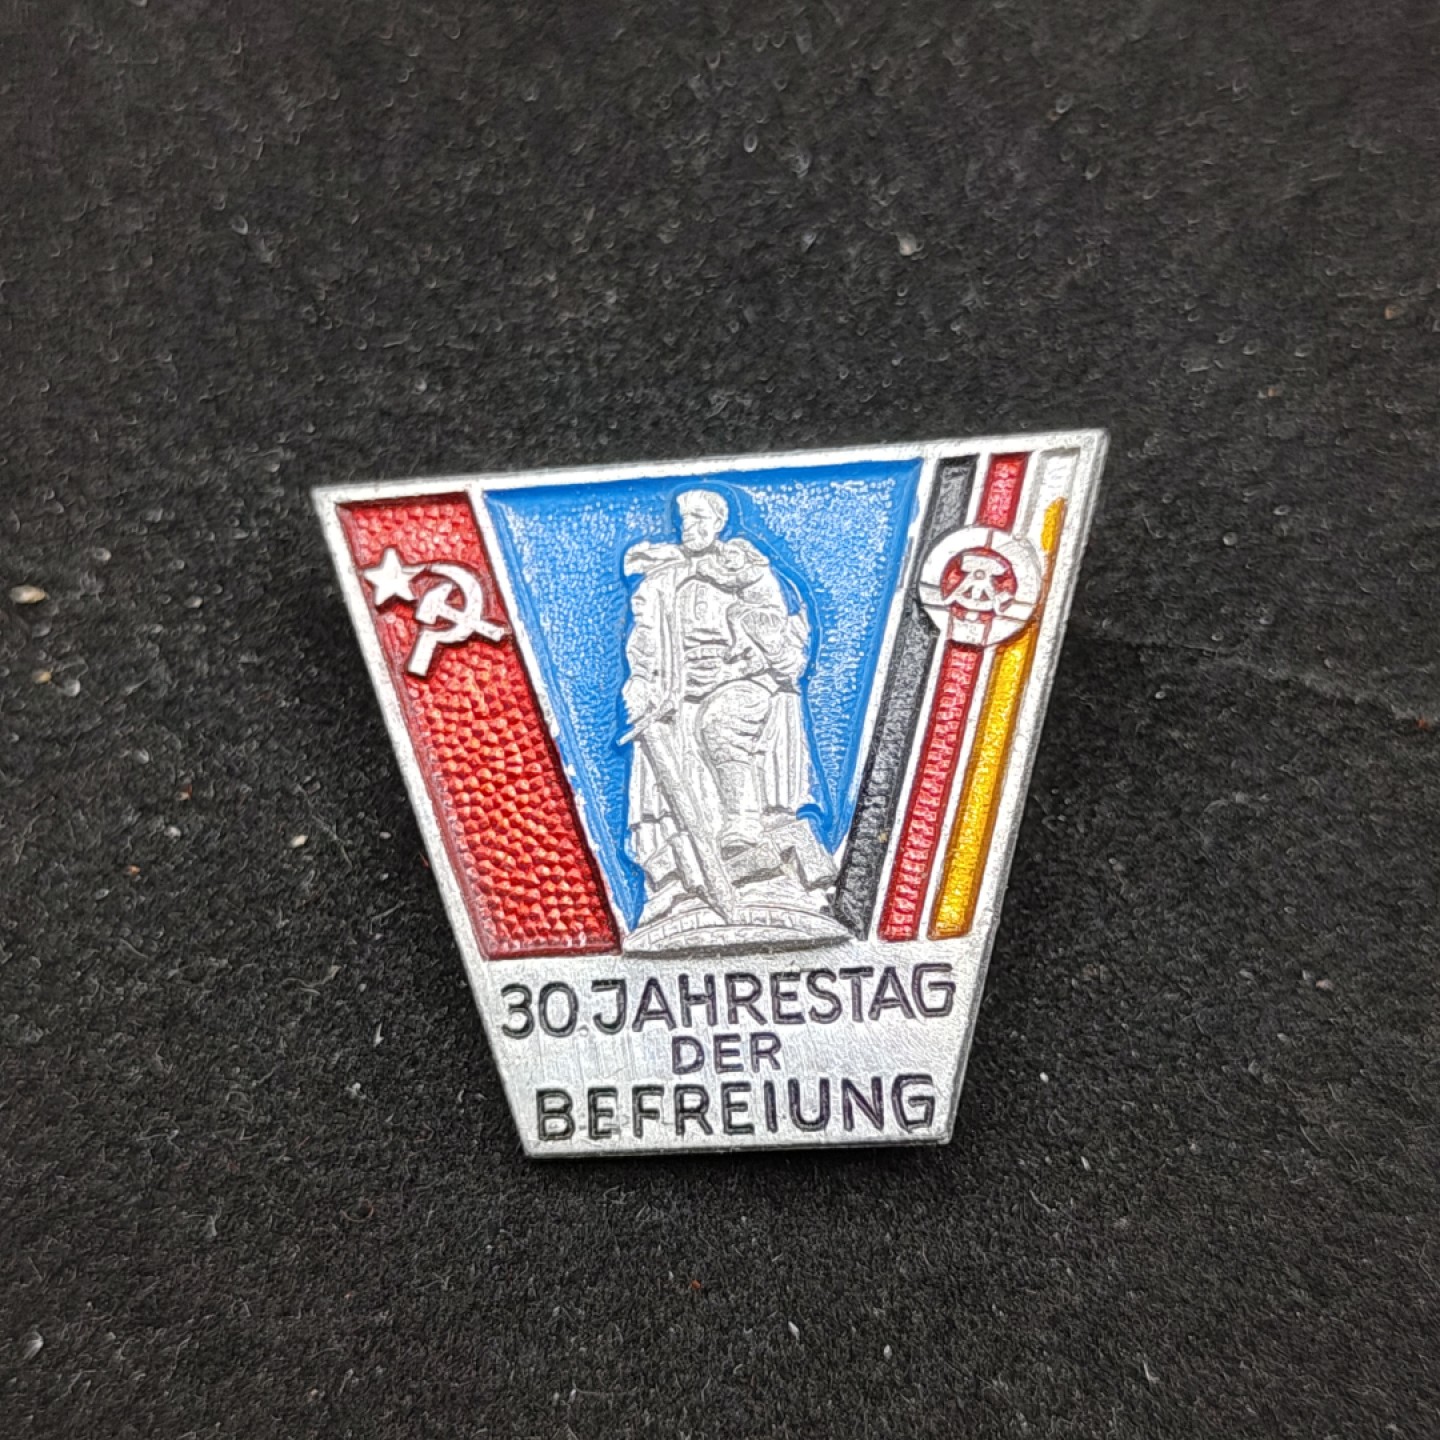 30.JAHRESTAG
DER
BEFREIUNG